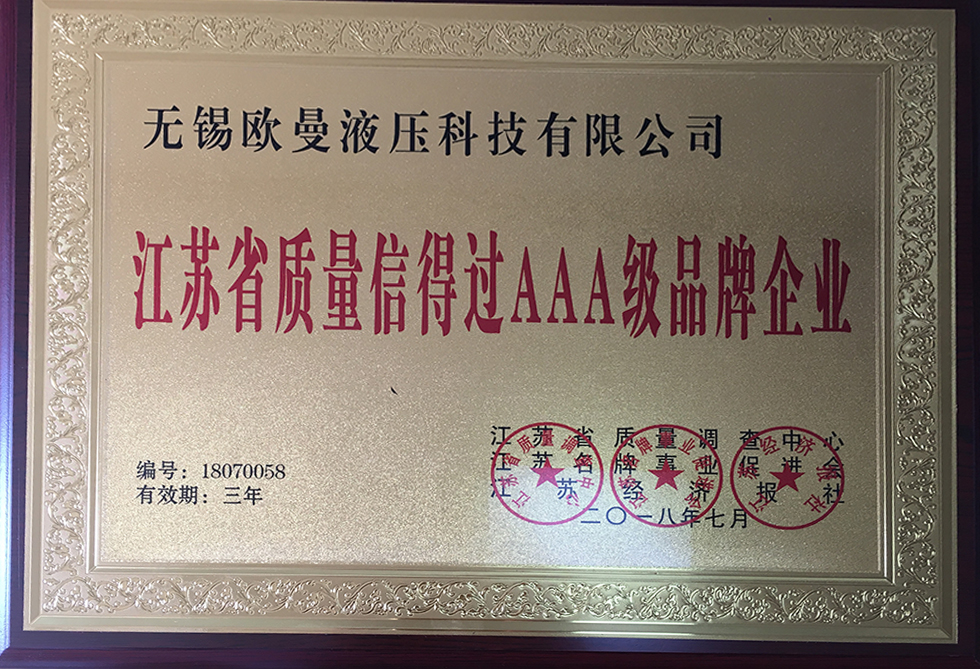 无锡欧曼液压科技有限公司
江苏省质量信得过AAA级品牌企业
编号：18070058
有效期：三年
江苏省质量调查中心
江苏名牌事业促进会
江苏经济报社
二〇一八年七月